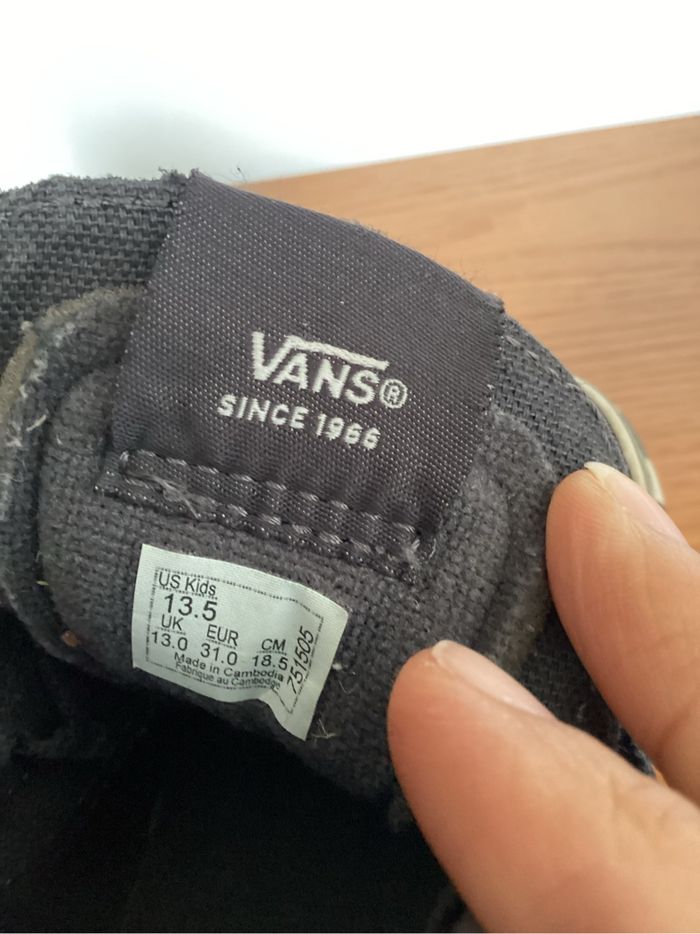 VANS®
SINCE 1966
US Kids
13.5
UK EUR CM
13.0 31.0 18.5
Made in Cambodia
Fabrique au Cambodge
751505